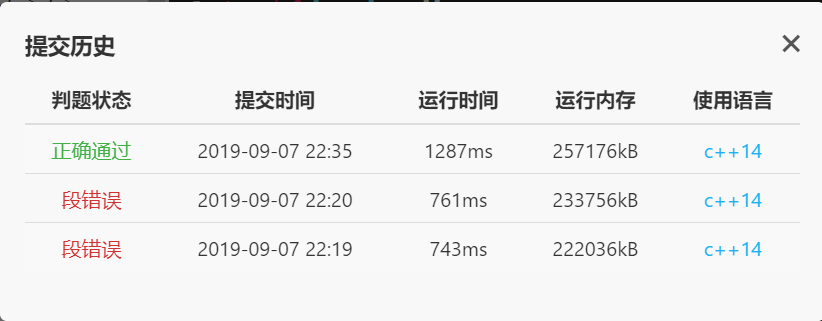 提交历史
判题状态 提交时间 运行时间 运行内存 使用语言
正确通过 2019-09-07 22:35 1287ms 257176kB c++14
段错误 2019-09-07 22:20 761ms 233756kB c++14
段错误 2019-09-07 22:19 743ms 222036kB c++14